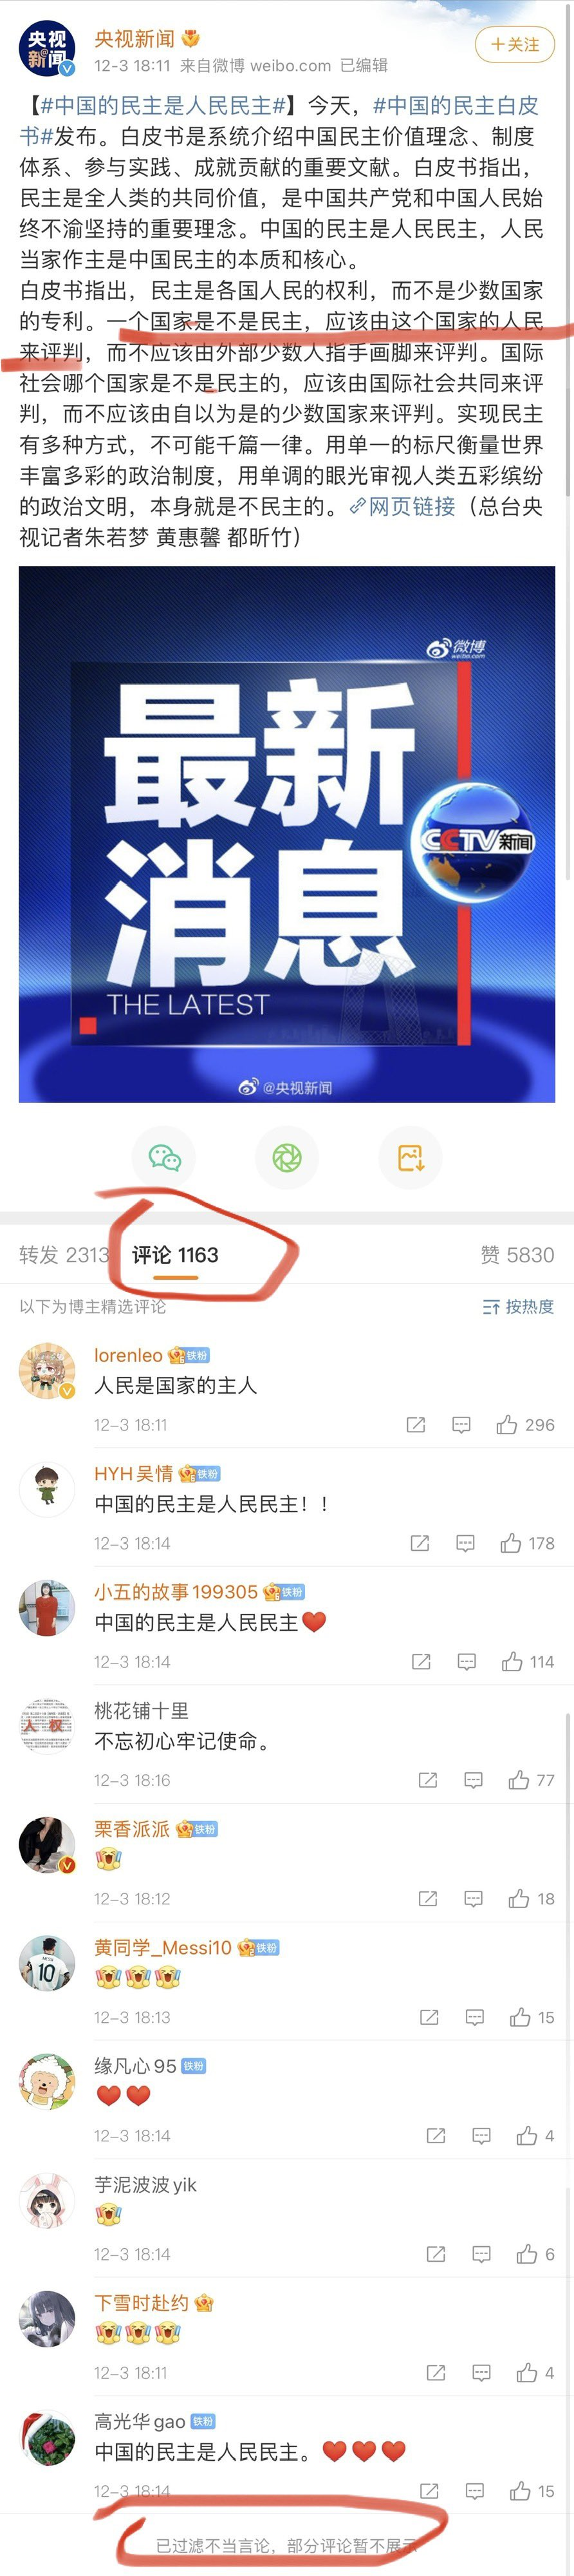 央视新闻
央视
新闻
12-3 18:11 来自微博 weibo.com 已编辑
+关注
【#中国的民主是人民民主#】今天，#中国的民主白皮
书#发布。白皮书是系统介绍中国民主价值理念、制度
体系、参与实践、成就贡献的重要文献。白皮书指出，
民主是全人类的共同价值，是中国共产党和中国人民始
终不渝坚持的重要理念。中国的民主是人民民主，人民
当家作主是中国民主的本质和核心。
白皮书指出，民主是各国人民的权利，而不是少数国家
的专利。一个国家是不是民主，应该由这个国家的人民
来评判，而不应该由外部少数人指手画脚来评判。国际
社会哪个国家是不是民主的，应该由国际社会共同来评
判，而不应该由自以为是的少数国家来评判。实现民主
有多种方式，不可能千篇一律。用单一的标尺衡量世界
丰富多彩的政治制度，用单调的眼光审视人类五彩缤纷
的政治文明，本身就是不民主的。网页链接（总台央
视记者朱若梦 黄惠馨 都昕竹）
微博
weibo.com
最新
消息
CCTV新闻
THE LATEST
@央视新闻
转发 2313 评论 1163 赞 5830
以下为博主精选评论 按热度
lorenleo 铁粉
人民是国家的主人
12-3 18:11 296
HYH吴情 铁粉
中国的民主是人民民主！！
12-3 18:14 178
小五的故事199305 铁粉
中国的民主是人民民主❤️
12-3 18:14 114
人权
桃花铺十里
不忘初心牢记使命。
12-3 18:16 77
栗香派派 铁粉
12-3 18:12 18
10
黄同学_Messi10 铁粉
12-3 18:13 15
缘凡心95 铁粉
❤️❤️
12-3 18:14 4
芋泥波波yik
12-3 18:14 6
下雪时赴约
12-3 18:11 4
高光华gao 铁粉
中国的民主是人民民主。❤️❤️❤️
12-3 18:14 15
已过滤不当言论，部分评论暂不展示